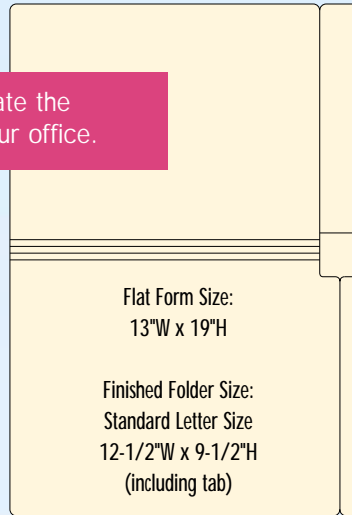 ate the
ur office.
Flat Form Size:
13"W x 19"H
Finished Folder Size:
Standard Letter Size
12-1/2"W x 9-1/2"H
(including tab)